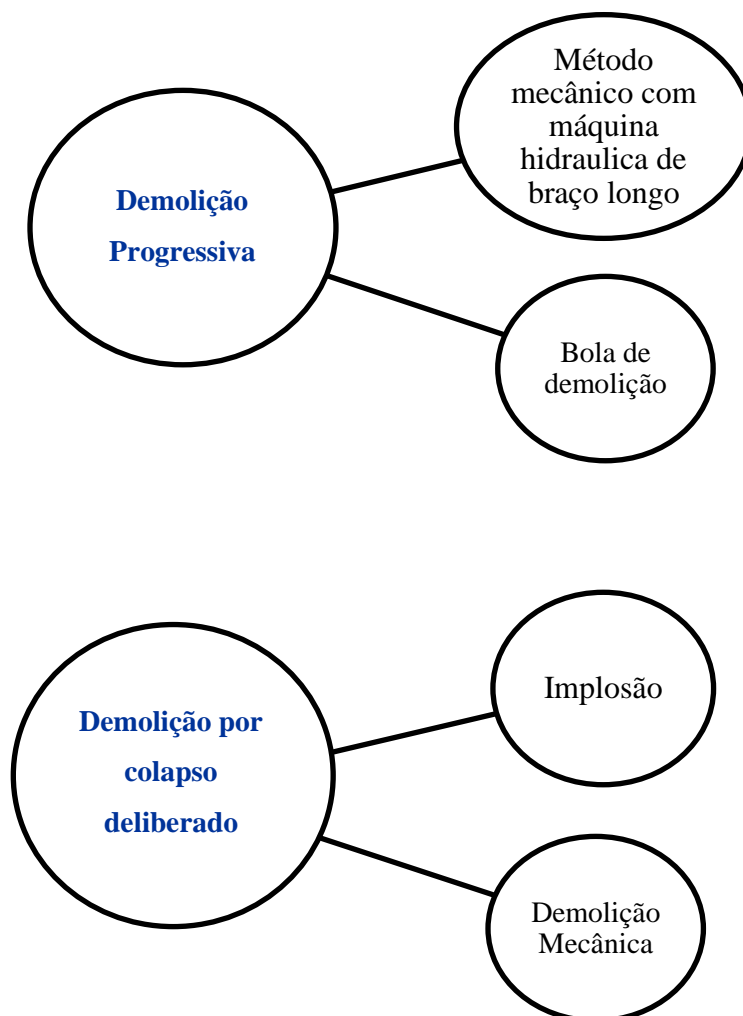 Método
mecânico com
máquina
hidraulica de
braço longo
Demolição
Progressiva
Bola de
demolição
Implosão
Demolição por
colapso
deliberado
Demolição
Mecânica